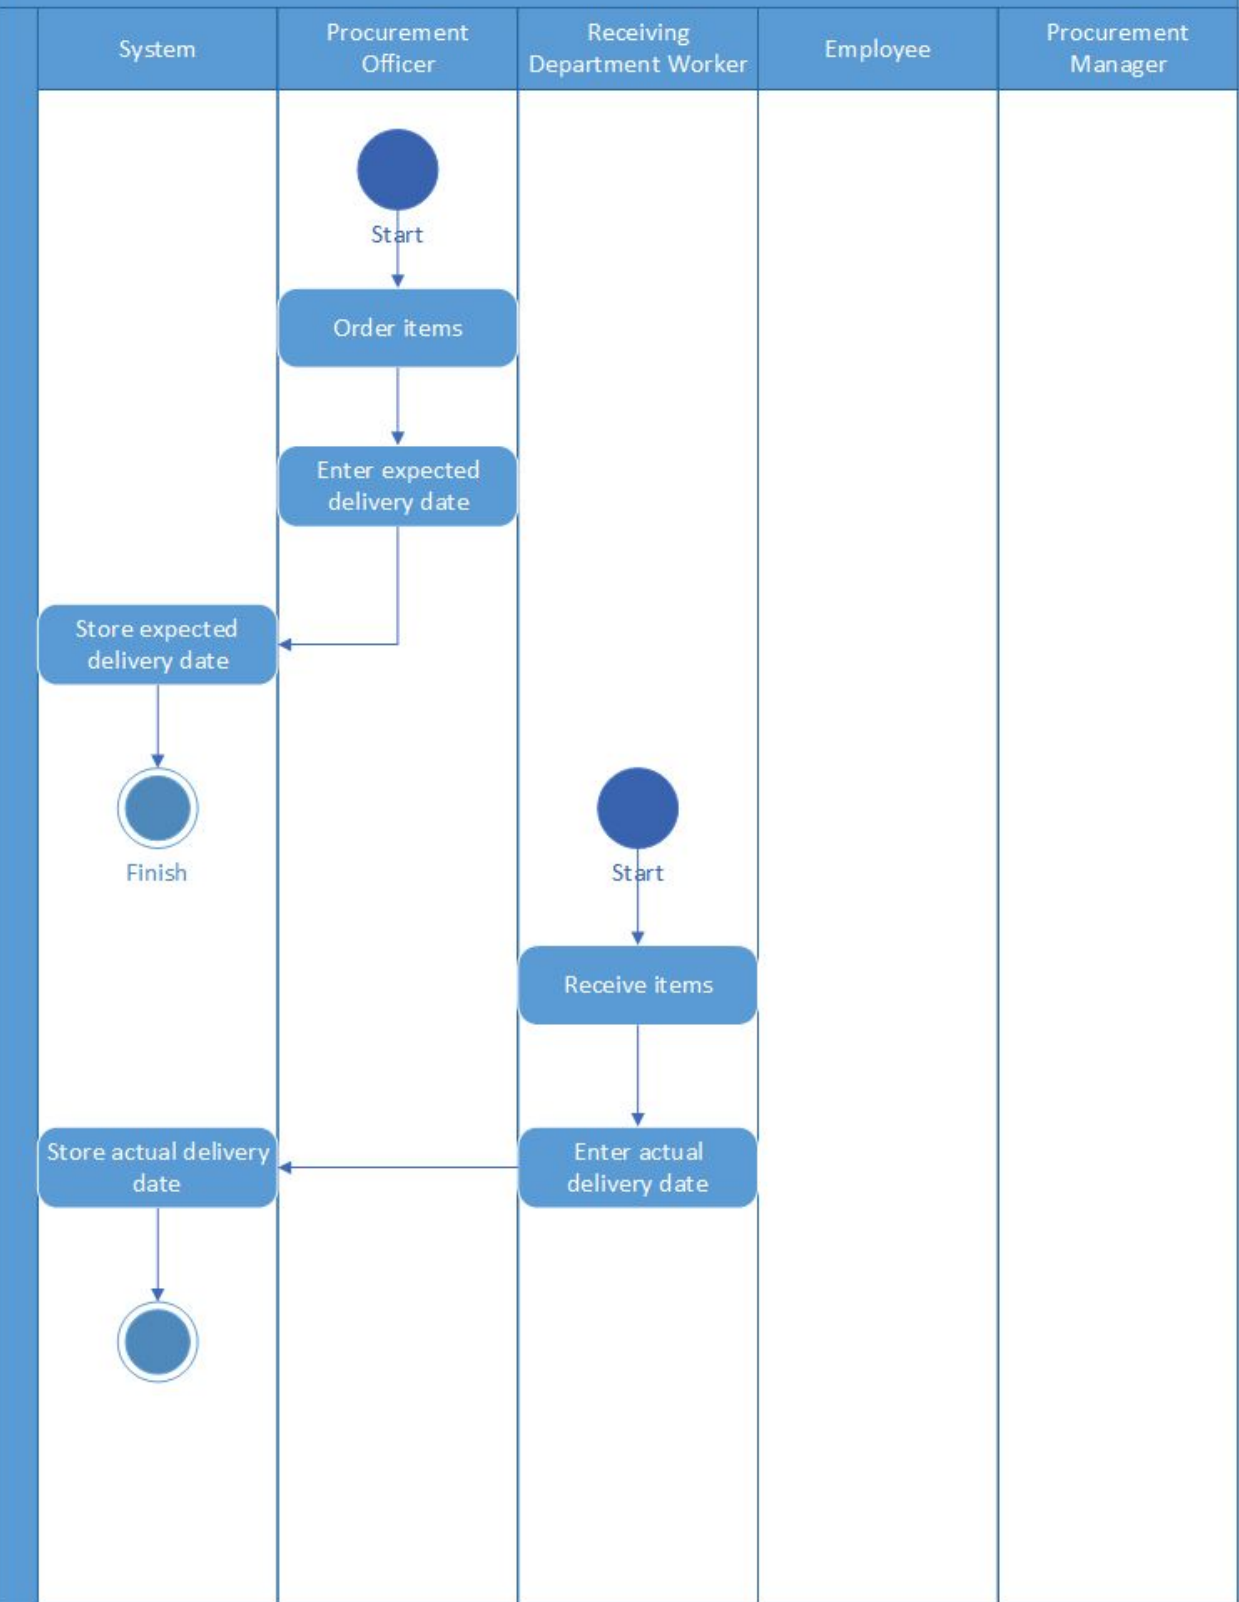 System
Procurement
Officer
Receiving
Department Worker
Employee
Procurement
Manager
Start
Order items
Enter expected
delivery date
Store expected
delivery date
Finish
Start
Receive items
Store actual delivery
date
Enter actual
delivery date